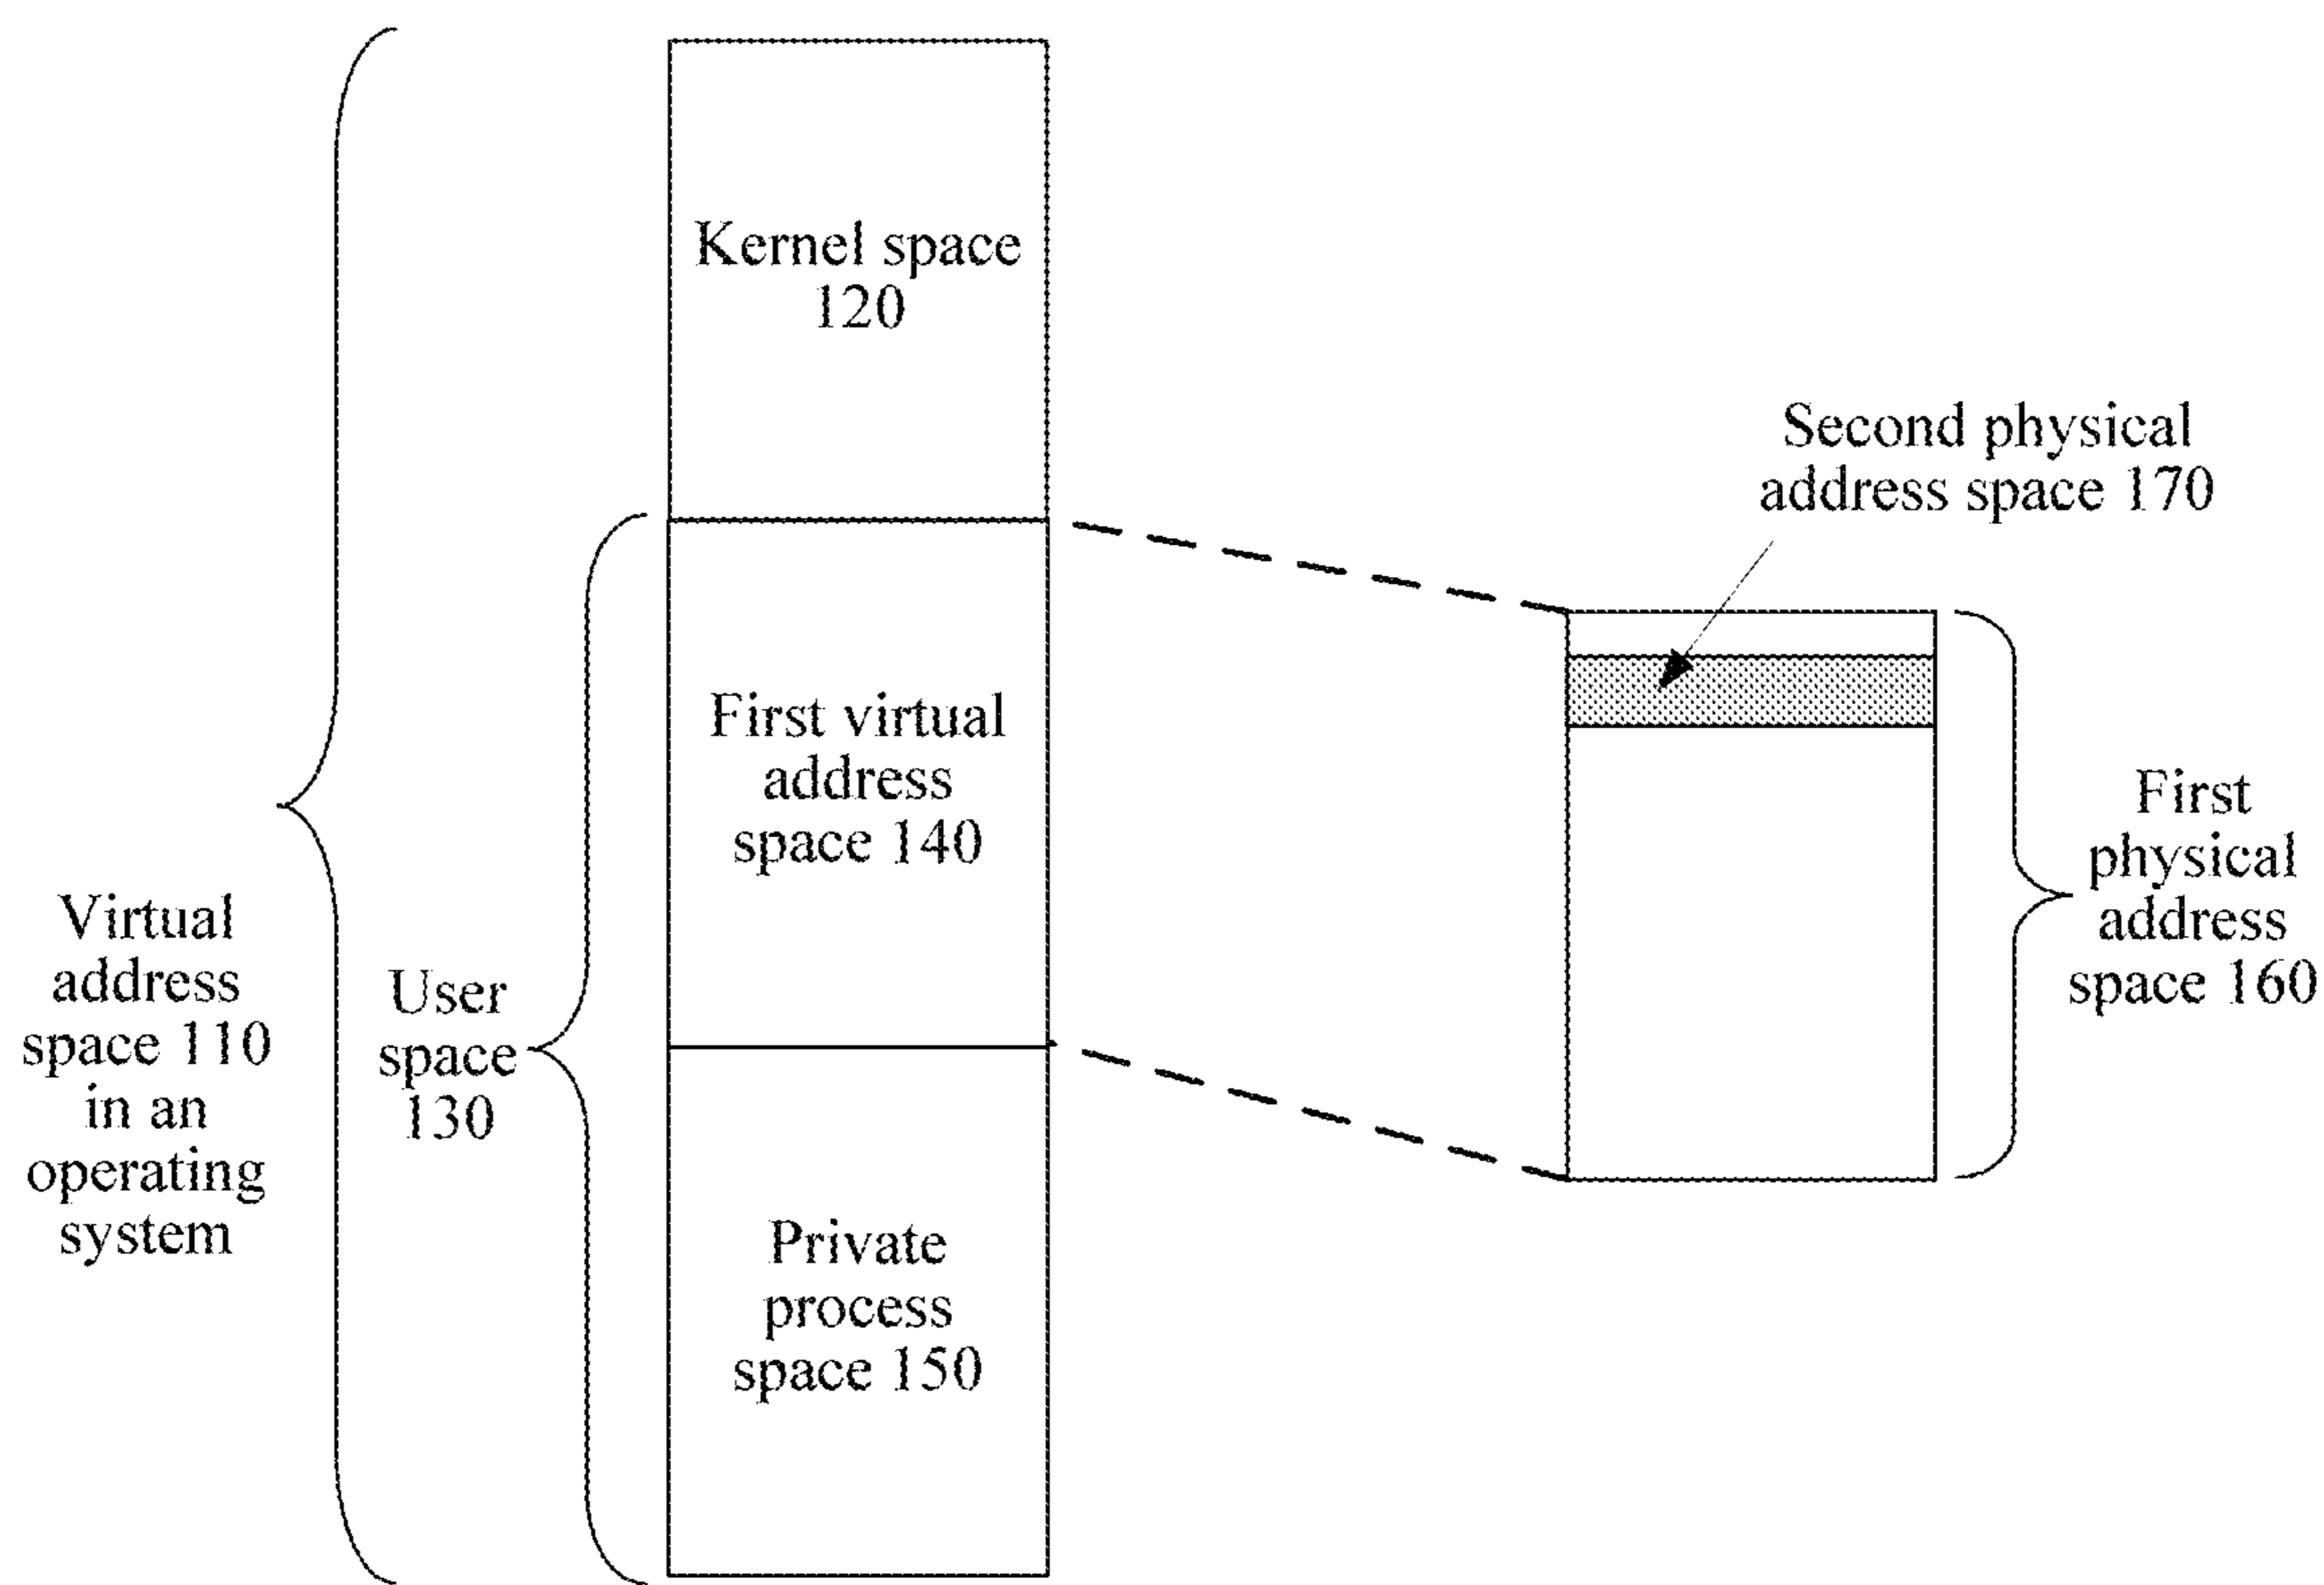 Kernel space
120
Second physical
address space 170
First virtual
address
space 140
First
physical
address
space 160
Virtual
address
space 110
in an
operating
system
User
space
130
Private
process
space 150